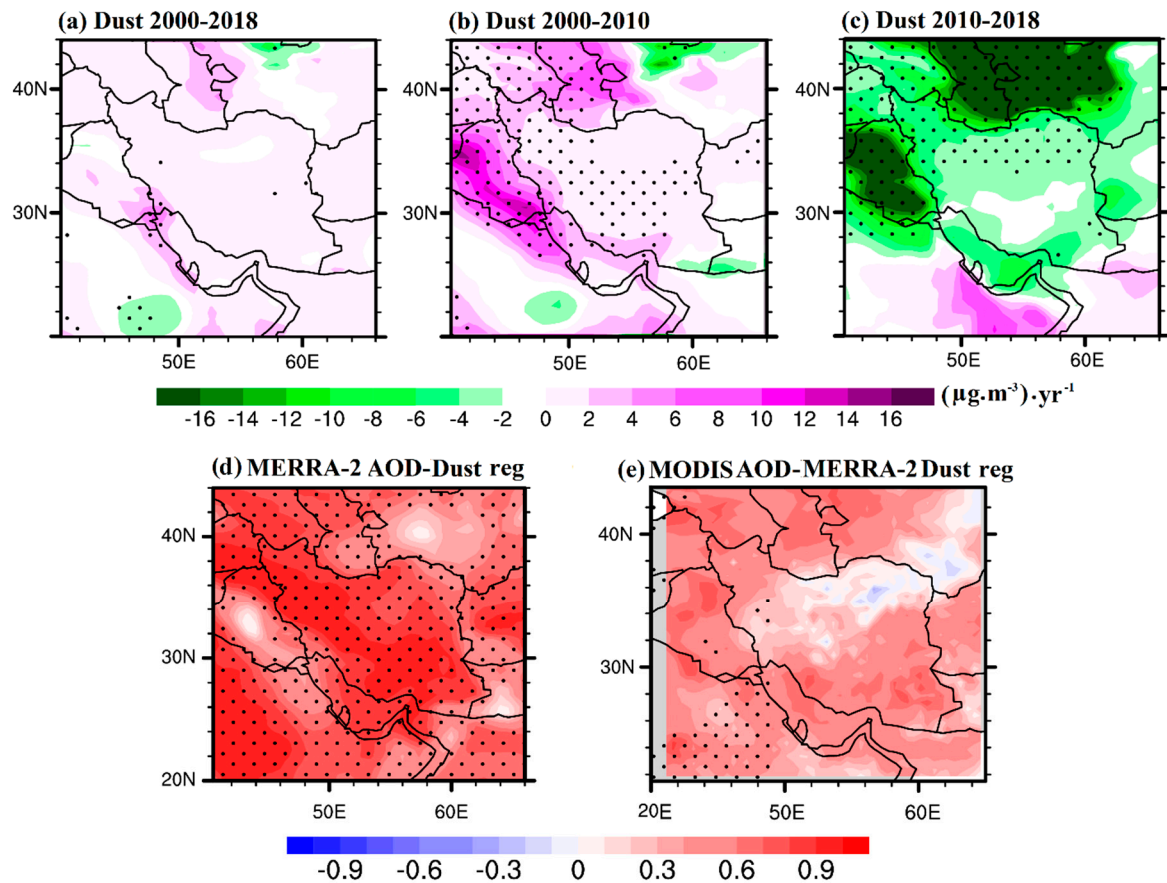 (a) Dust 2000-2018
(b) Dust 2000-2010
(c) Dust 2010-2018
40N
30N
50E
60E
40N
30N
50E
60E
40N
30N
50E
60E
-16 -14 -12 -10 -8 -6 -4 -2
0 2 4 6 8 10 12 14 16
(µg.m⁻³).yr⁻¹
(d) MERRA-2 AOD-Dust reg
(e) MODIS AOD-MERRA-2 Dust reg
40N
30N
20N
50E
60E
40N
30N
20E
50E
60E
-0.9 -0.6 -0.3 0 0.3 0.6 0.9